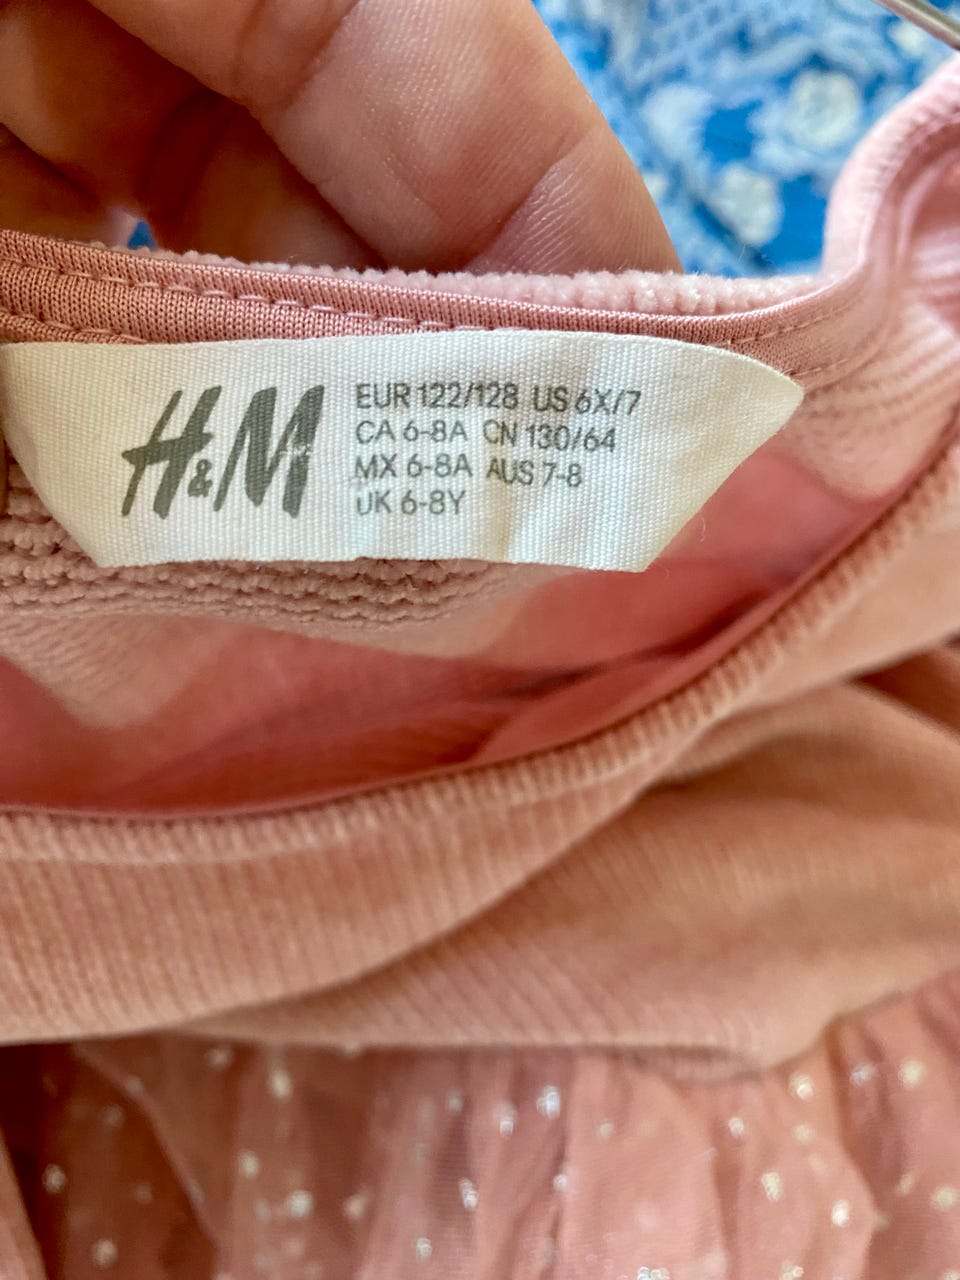 H&M
EUR 122/128 US 6X/7
CA 6-8A CN 130/64
MX 6-8A AUS 7-8
UK 6-8Y